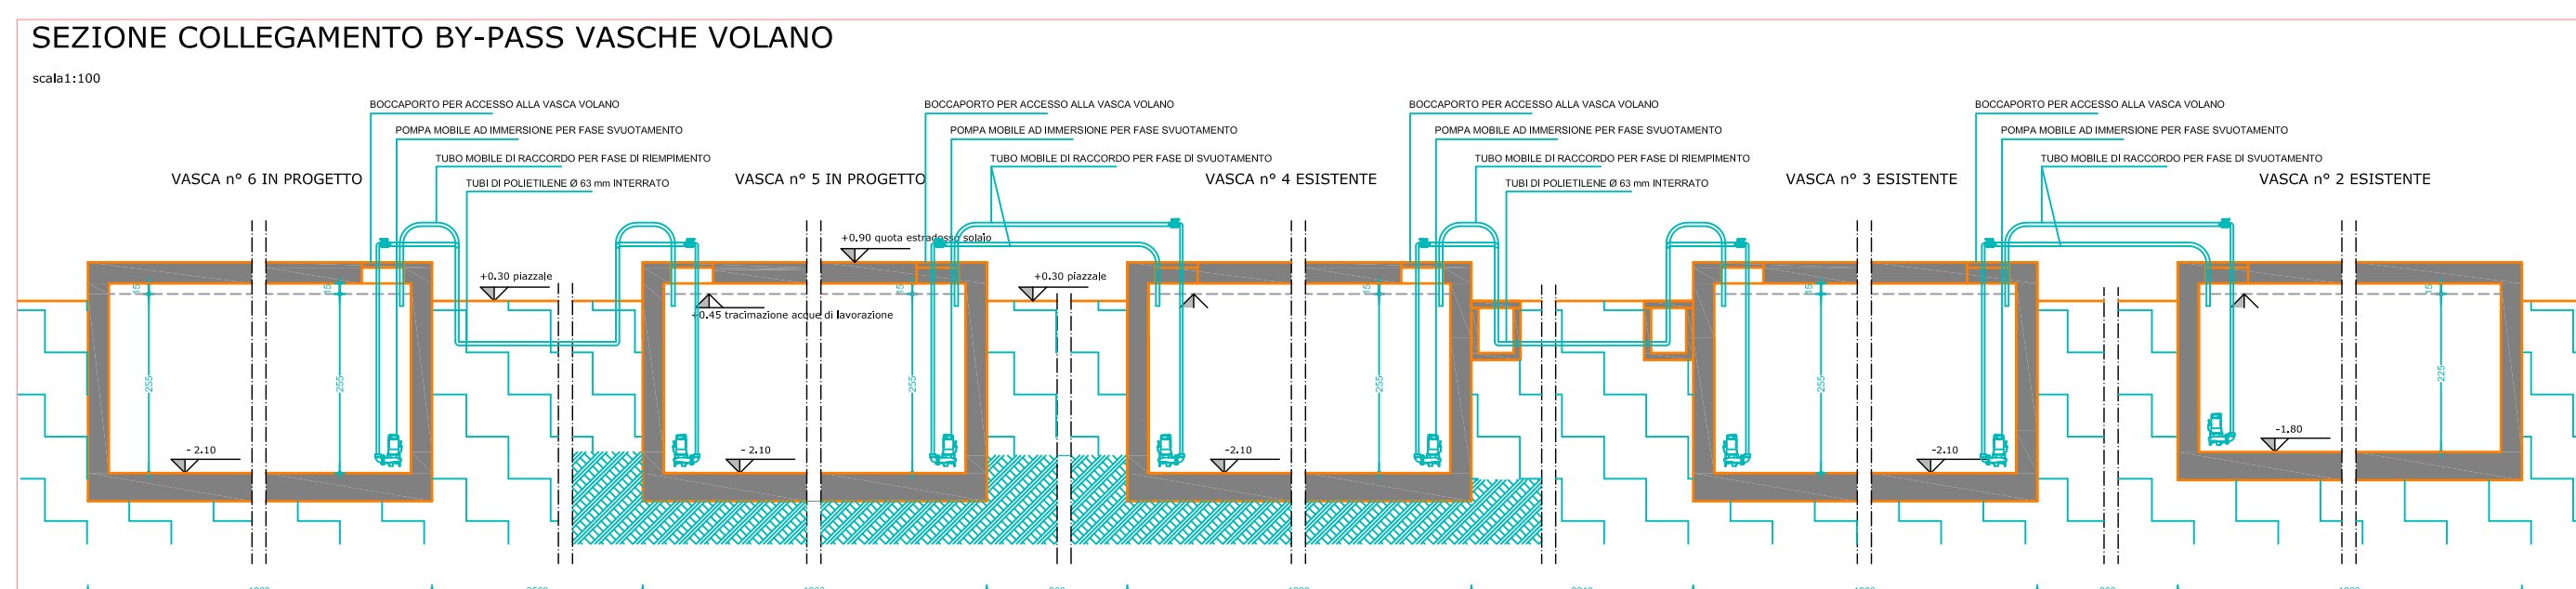 SEZIONE COLLEGAMENTO BY-PASS VASCHE VOLANO
scala1:100
BOCCAPORTO PER ACCESSO ALLA VASCA VOLANO
BOCCAPORTO PER ACCESSO ALLA VASCA VOLANO
BOCCAPORTO PER ACCESSO ALLA VASCA VOLANO
BOCCAPORTO PER ACCESSO ALLA VASCA VOLANO
POMPA MOBILE AD IMMERSIONE PER FASE SVUOTAMENTO
POMPA MOBILE AD IMMERSIONE PER FASE SVUOTAMENTO
POMPA MOBILE AD IMMERSIONE PER FASE SVUOTAMENTO
POMPA MOBILE AD IMMERSIONE PER FASE SVUOTAMENTO
TUBO MOBILE DI RACCORDO PER FASE DI RIEMPIMENTO
TUBO MOBILE DI RACCORDO PER FASE DI SVUOTAMENTO
TUBO MOBILE DI RACCORDO PER FASE DI RIEMPIMENTO
TUBO MOBILE DI RACCORDO PER FASE DI SVUOTAMENTO
VASCA n° 6 IN PROGETTO
TUBI DI POLIETILENE Ø 63 mm INTERRATO
VASCA n° 5 IN PROGETTO
VASCA n° 4 ESISTENTE
TUBI DI POLIETILENE Ø 63 mm INTERRATO
VASCA n° 3 ESISTENTE
VASCA n° 2 ESISTENTE
+0.90 quota estradosso solaio
+0.30 piazzale
+0.30 piazzale
15
15
15
15
15
15
+0.45 tracimazione acque di lavorazione
255
255
255
255
255
225
- 2.10
- 2.10
-2.10
-2.10
-1.80